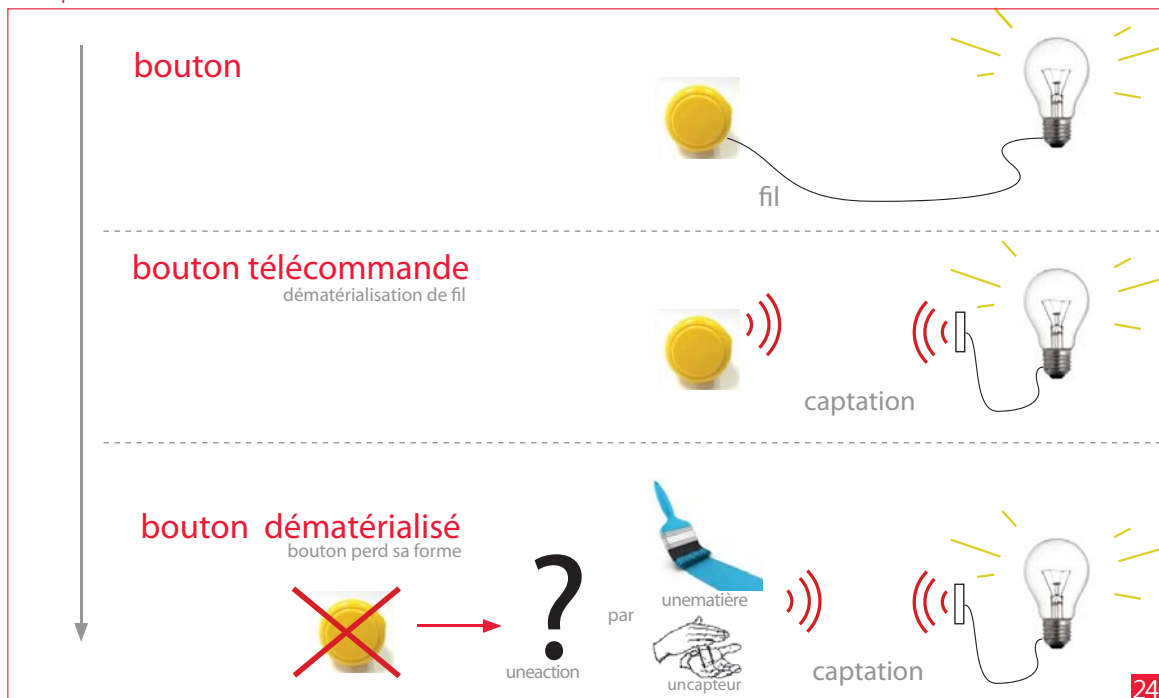 bouton
fil
bouton télécommande
dématérialisation de fil
captation
bouton dématérialisé
bouton perd sa forme
?
par
unematière
uneaction
uncapteur
captation
24